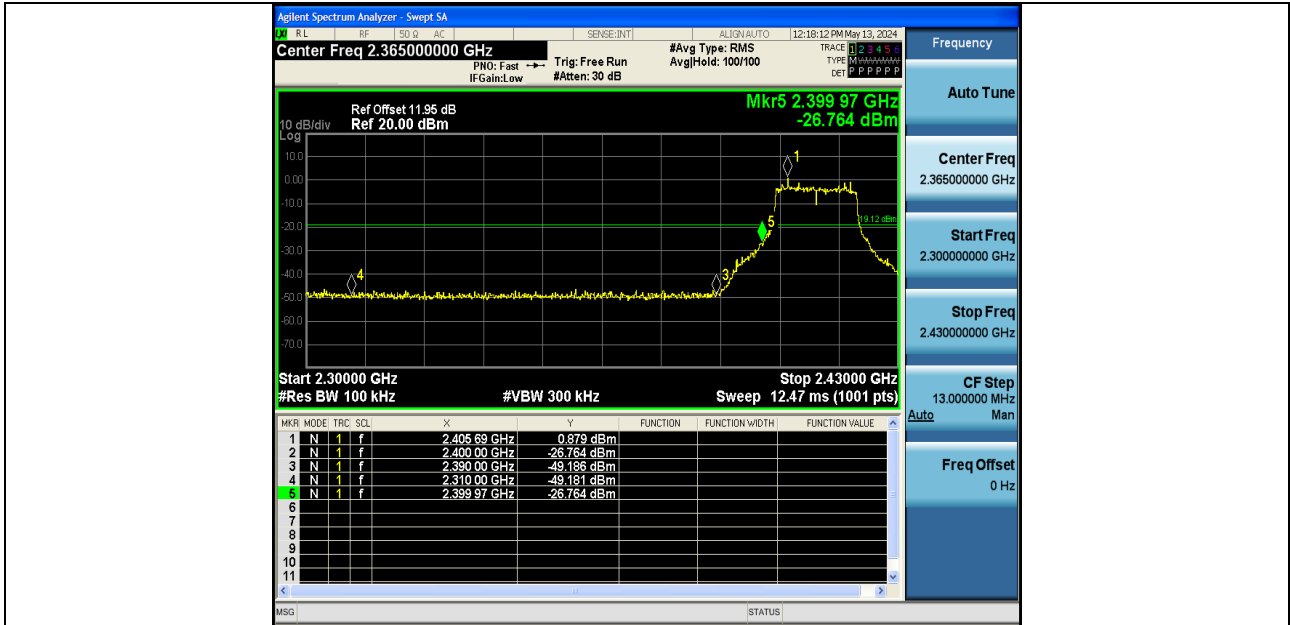 Agilent Spectrum Analyzer - Swept SA
LXI RL RF 50 Ω AC SENSE:INT ALIGN AUTO 12:18:12 PM May 13, 2024
Center Freq 2.365000000 GHz
PNO: Fast
IFGain:Low
Trig: Free Run
#Atten: 30 dB
#Avg Type: RMS
Avg|Hold: 100/100
TRACE 1 2 3 4 5 6
TYPE M
DET P P P P P P
Mkr5 2.399 97 GHz
-26.764 dBm
Ref Offset 11.95 dB
10 dB/div Ref 20.00 dBm
Log
10.0
0.00
-10.0
-20.0
-30.0
-40.0
-50.0
-60.0
-70.0
1
5
3
4
19.12 dBm
Start 2.30000 GHz Stop 2.43000 GHz
#Res BW 100 kHz #VBW 300 kHz Sweep 12.47 ms (1001 pts)
MKR MODE TRC SCL X Y FUNCTION FUNCTION WIDTH FUNCTION VALUE
1 N 1 f 2.405 69 GHz 0.879 dBm
2 N 1 f 2.400 00 GHz -26.764 dBm
3 N 1 f 2.390 00 GHz -49.186 dBm
4 N 1 f 2.310 00 GHz -49.181 dBm
5 N 1 f 2.399 97 GHz -26.764 dBm
6
7
8
9
10
11
MSG STATUS
Frequency
Auto Tune
Center Freq
2.365000000 GHz
Start Freq
2.300000000 GHz
Stop Freq
2.430000000 GHz
CF Step
13.000000 MHz
Auto Man
Freq Offset
0 Hz